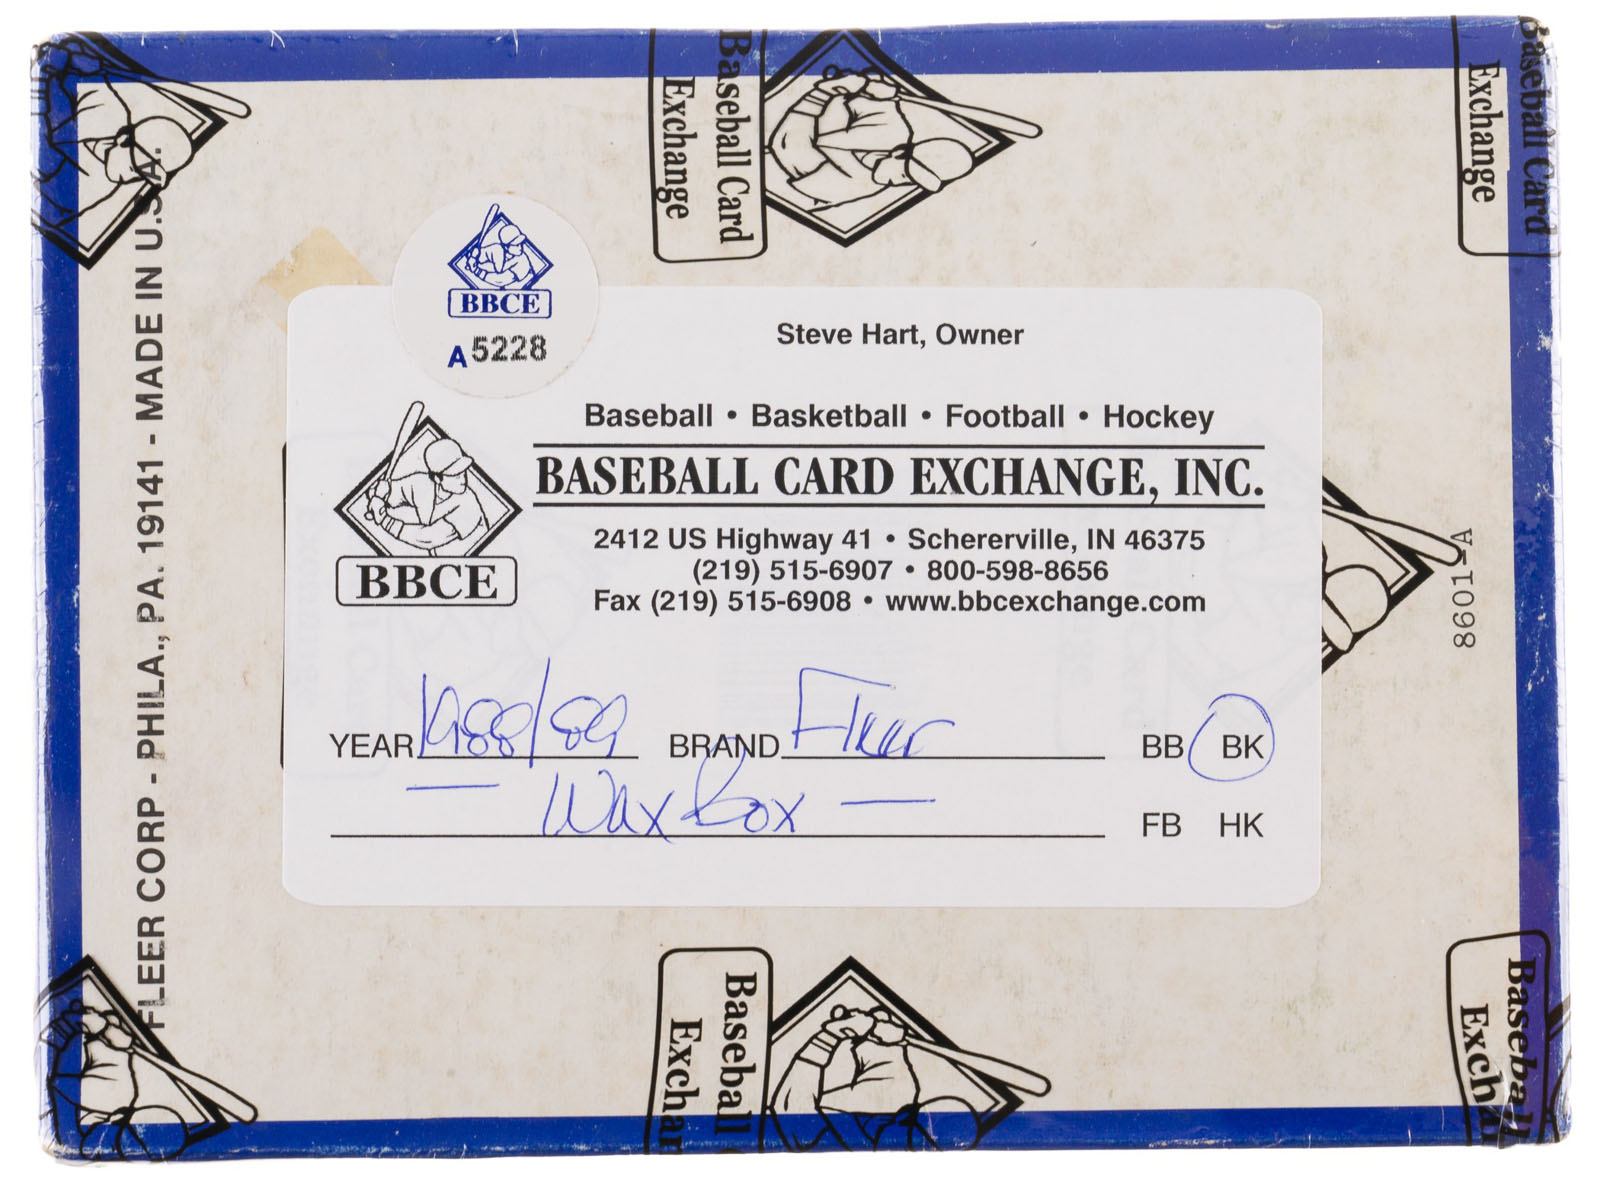 Baseball Card
Exchange
Baseball Card
Exchange
FLEER CORP - PHILA., PA. 19141 - MADE IN U.S.A.
BBCE
A 5228
Steve Hart, Owner
Baseball • Basketball • Football • Hockey
BASEBALL CARD EXCHANGE, INC.
BBCE
2412 US Highway 41 • Schererville, IN 46375
(219) 515-6907 • 800-598-8656
Fax (219) 515-6908 • www.bbcexchange.com
YEAR 1988/89 BRAND Fleer BB BK
— Wax Box — FB HK
8601-A
Baseball
Exchan
Baseball
Exchan